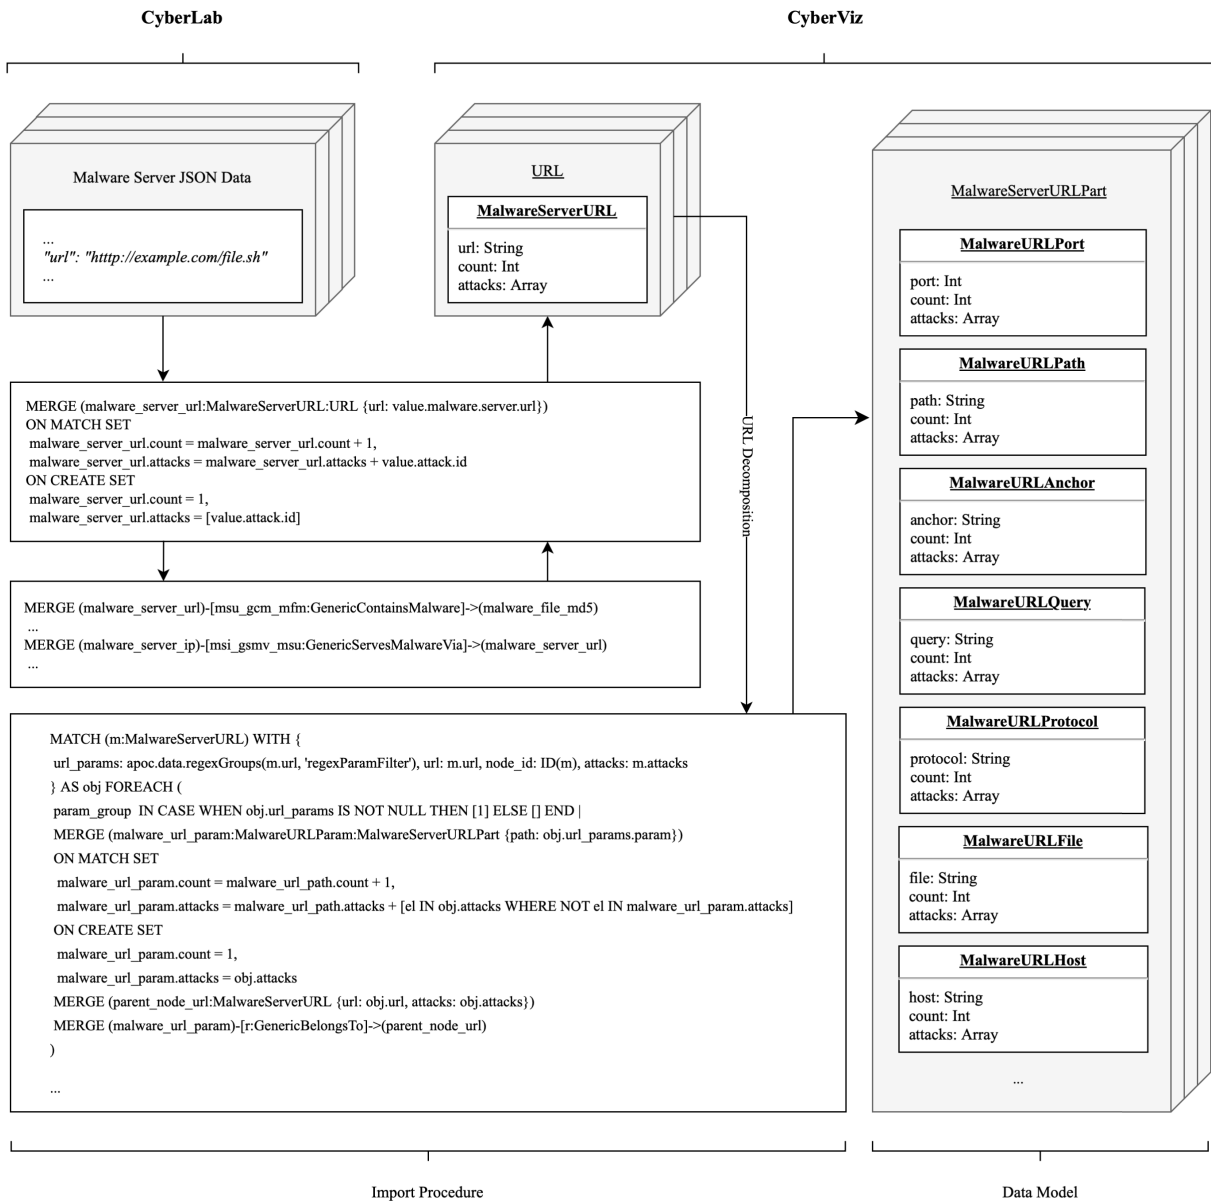 CyberLab
CyberViz
Malware Server JSON Data
...
"url": "htttp://example.com/file.sh"
...
URL
MalwareServerURL
url: String
count: Int
attacks: Array
MERGE (malware_server_url:MalwareServerURL:URL {url: value.malware.server.url})
ON MATCH SET
malware_server_url.count = malware_server_url.count + 1,
malware_server_url.attacks = malware_server_url.attacks + value.attack.id
ON CREATE SET
malware_server_url.count = 1,
malware_server_url.attacks = [value.attack.id]
MERGE (malware_server_url)-[msu_gcm_mfm:GenericContainsMalware]->(malware_file_md5)
...
MERGE (malware_server_ip)-[msi_gsmv_msu:GenericServesMalwareVia]->(malware_server_url)
...
URL Decomposition
MATCH (m:MalwareServerURL) WITH {
url_params: apoc.data.regexGroups(m.url, 'regexParamFilter'), url: m.url, node_id: ID(m), attacks: m.attacks
} AS obj FOREACH (
param_group  IN CASE WHEN obj.url_params IS NOT NULL THEN [1] ELSE [] END |
MERGE (malware_url_param:MalwareURLParam:MalwareServerURLPart {path: obj.url_params.param})
ON MATCH SET
malware_url_param.count = malware_url_path.count + 1,
malware_url_param.attacks = malware_url_path.attacks + [el IN obj.attacks WHERE NOT el IN malware_url_param.attacks]
ON CREATE SET
malware_url_param.count = 1,
malware_url_param.attacks = obj.attacks
MERGE (parent_node_url:MalwareServerURL {url: obj.url, attacks: obj.attacks})
MERGE (malware_url_param)-[r:GenericBelongsTo]->(parent_node_url)
)
...
MalwareServerURLPart
MalwareURLPort
port: Int
count: Int
attacks: Array
MalwareURLPath
path: String
count: Int
attacks: Array
MalwareURLAnchor
anchor: String
count: Int
attacks: Array
MalwareURLQuery
query: String
count: Int
attacks: Array
MalwareURLProtocol
protocol: String
count: Int
attacks: Array
MalwareURLFile
file: String
count: Int
attacks: Array
MalwareURLHost
host: String
count: Int
attacks: Array
...
Import Procedure
Data Model